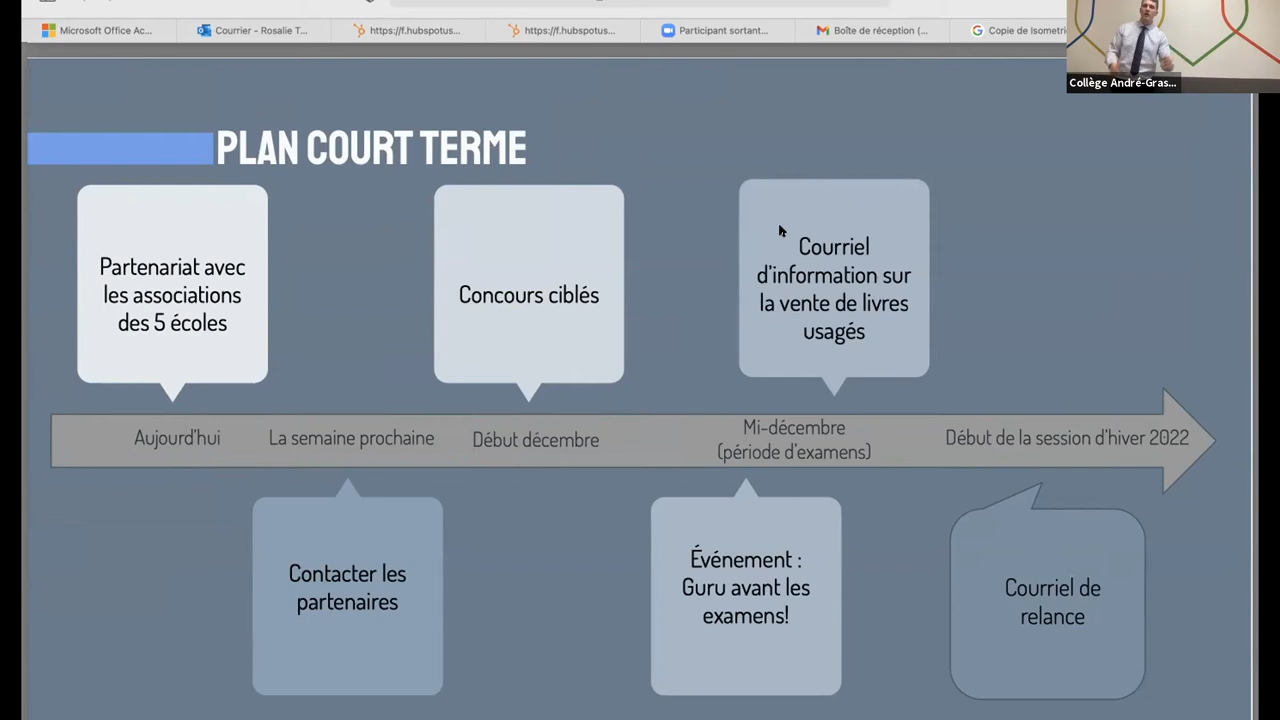 Microsoft Office Ac...
Courrier - Rosalie T...
https://f.hubspotus...
https://f.hubspotus...
Participant sortant...
Boîte de réception (...
Copie de Isometri
Collège André-Gras...
PLAN COURT TERME
Partenariat avec
les associations
des 5 écoles
Concours ciblés
Courriel
d'information sur
la vente de livres
usagés
Aujourd'hui
La semaine prochaine
Début décembre
Mi-décembre
(période d'examens)
Début de la session d'hiver 2022
Contacter les
partenaires
Événement :
Guru avant les
examens!
Courriel de
relance